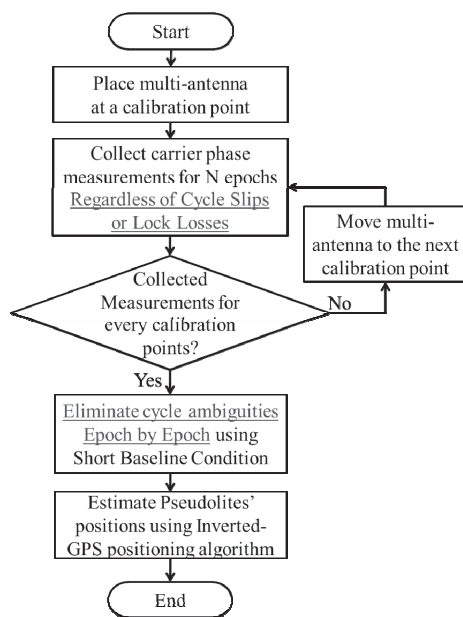 Start
Place multi-antenna
at a calibration point
Collect carrier phase
measurements for N epochs
Regardless of Cycle Slips
or Lock Losses
Move multi-
antenna to the next
calibration point
Collected
Measurements for
every calibration
points?
No
Yes
Eliminate cycle ambiguities
Epoch by Epoch using
Short Baseline Condition
Estimate Pseudolites'
positions using Inverted-
GPS positioning algorithm
End